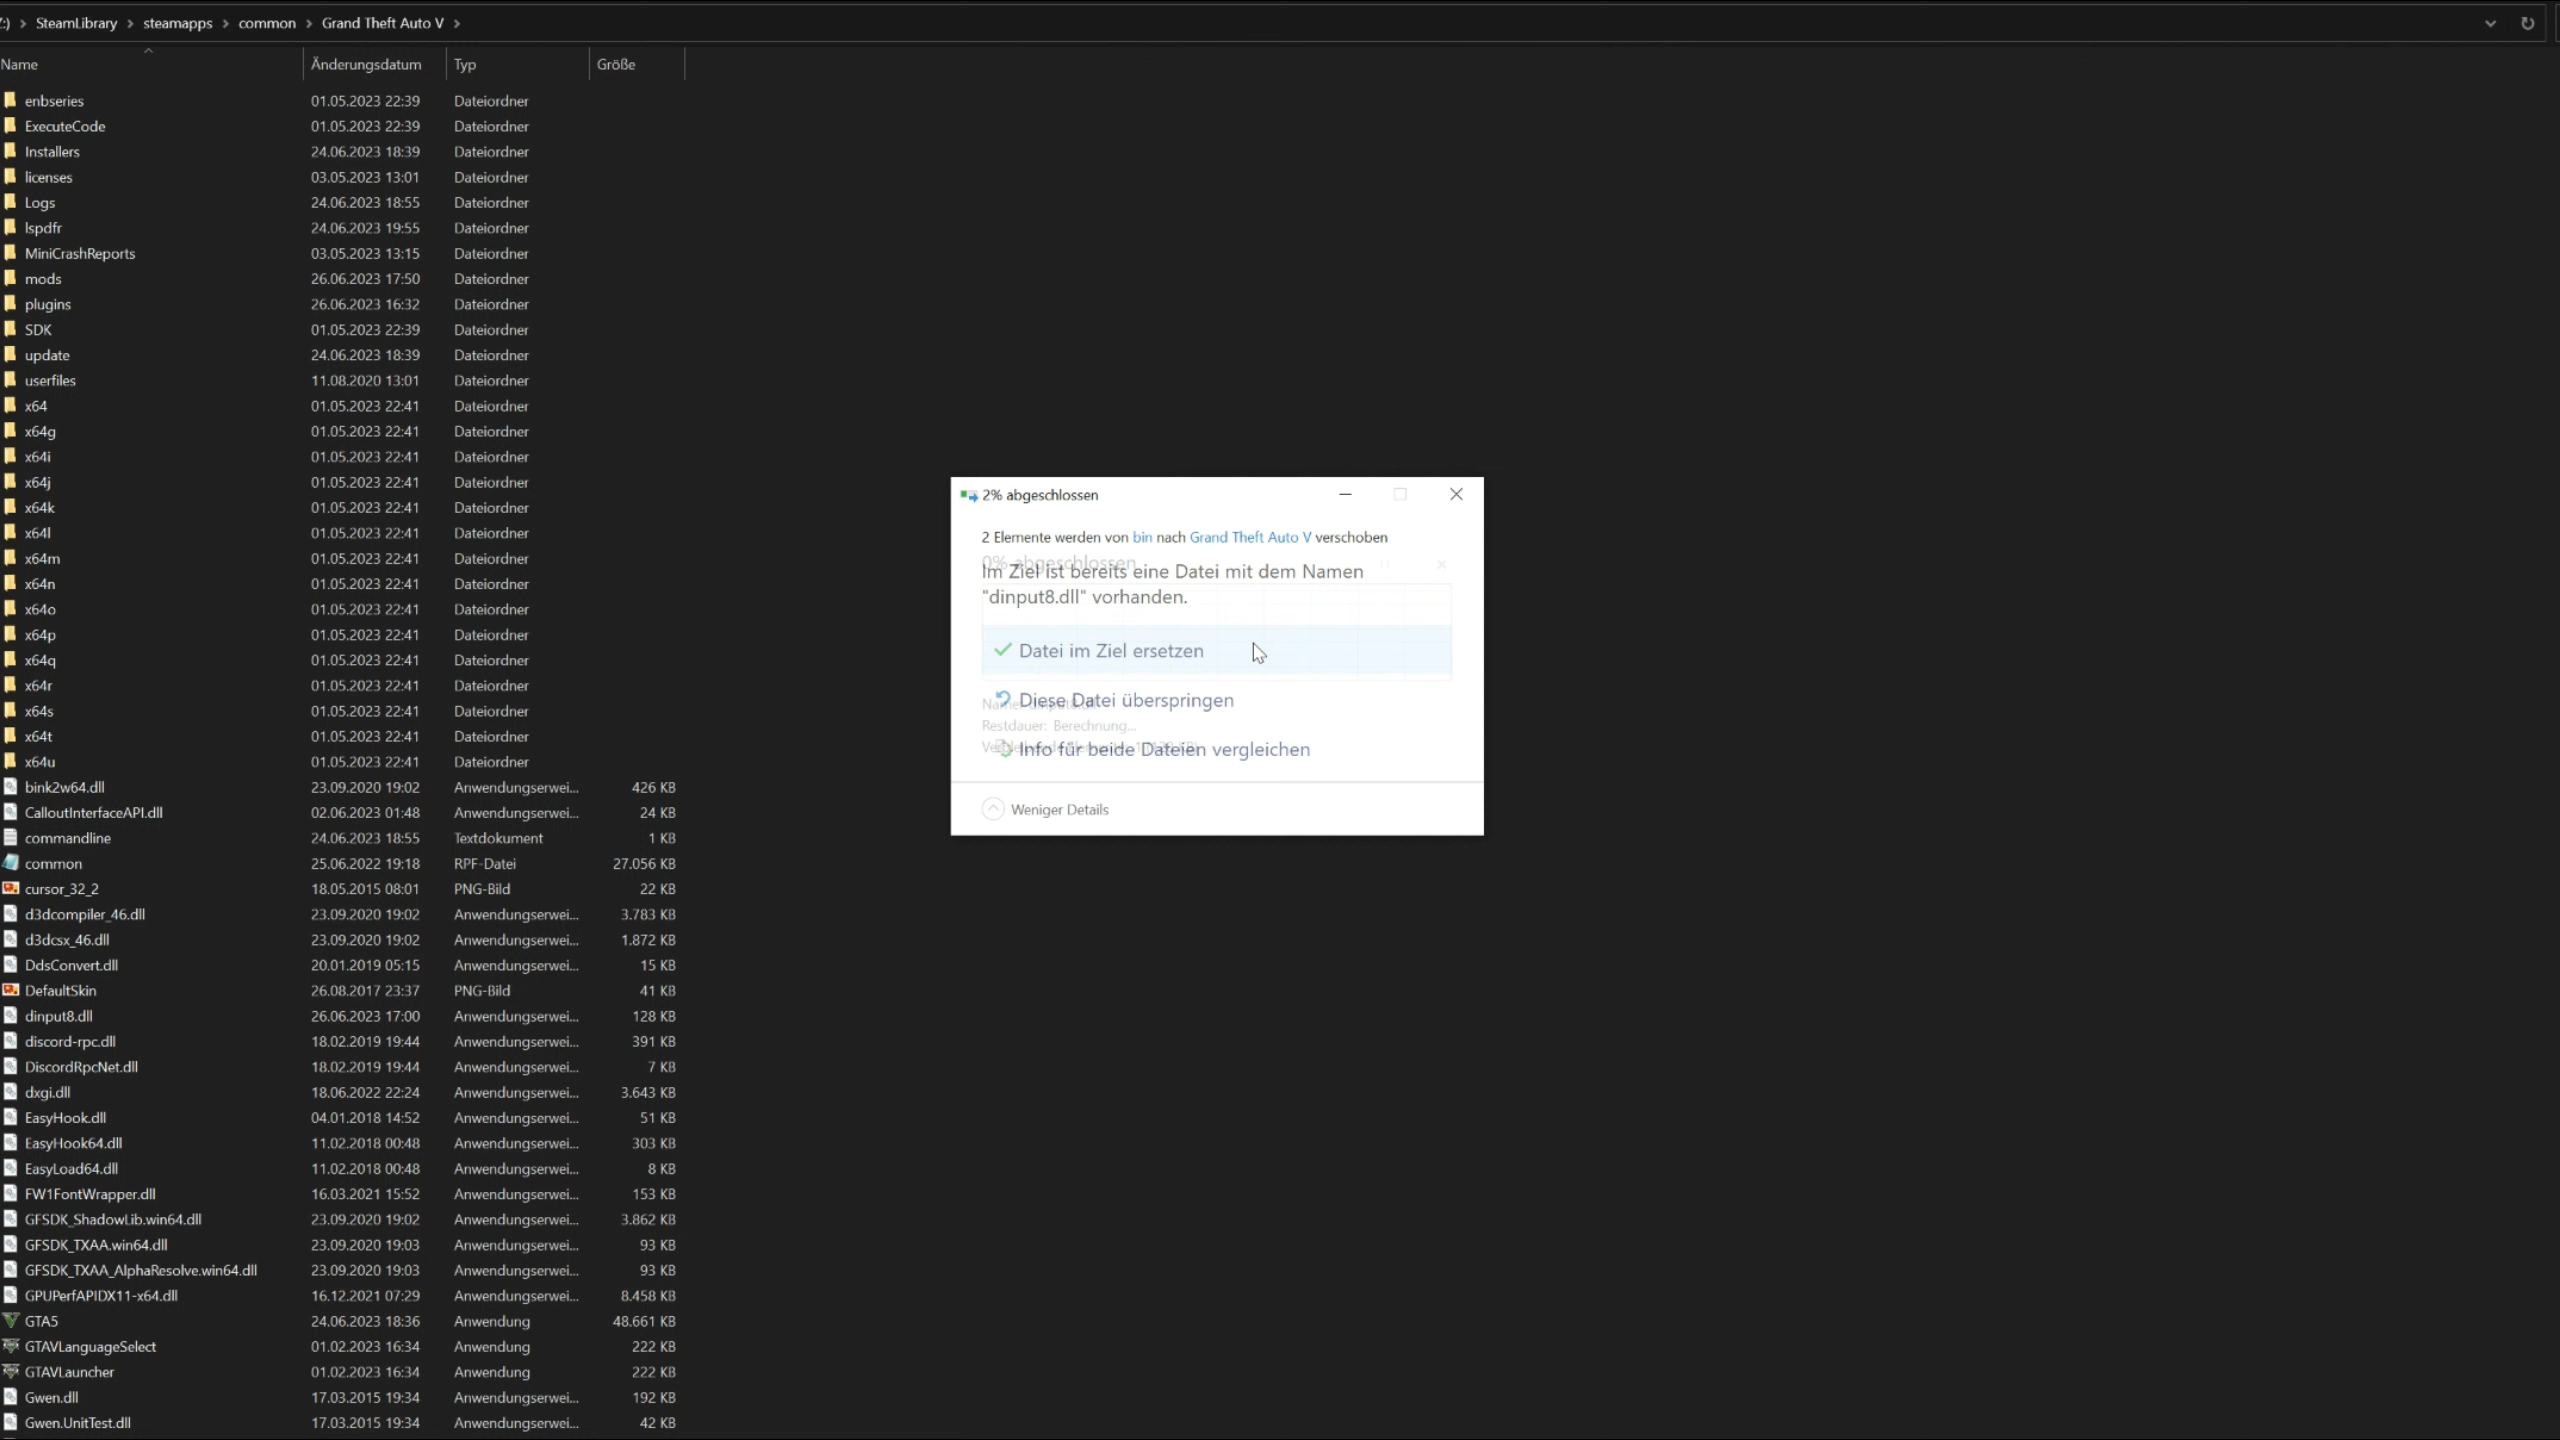 :) > SteamLibrary > steamapps > common > Grand Theft Auto V >
Name Änderungsdatum Typ Größe
enbseries 01.05.2023 22:39 Dateiordner
ExecuteCode 01.05.2023 22:39 Dateiordner
Installers 24.06.2023 18:39 Dateiordner
licenses 03.05.2023 13:01 Dateiordner
Logs 24.06.2023 18:55 Dateiordner
lspdfr 24.06.2023 19:55 Dateiordner
MiniCrashReports 03.05.2023 13:15 Dateiordner
mods 26.06.2023 17:50 Dateiordner
plugins 26.06.2023 16:32 Dateiordner
SDK 01.05.2023 22:39 Dateiordner
update 24.06.2023 18:39 Dateiordner
userfiles 11.08.2020 13:01 Dateiordner
x64 01.05.2023 22:41 Dateiordner
x64g 01.05.2023 22:41 Dateiordner
x64i 01.05.2023 22:41 Dateiordner
x64j 01.05.2023 22:41 Dateiordner
x64k 01.05.2023 22:41 Dateiordner
x64l 01.05.2023 22:41 Dateiordner
x64m 01.05.2023 22:41 Dateiordner
x64n 01.05.2023 22:41 Dateiordner
x64o 01.05.2023 22:41 Dateiordner
x64p 01.05.2023 22:41 Dateiordner
x64q 01.05.2023 22:41 Dateiordner
x64r 01.05.2023 22:41 Dateiordner
x64s 01.05.2023 22:41 Dateiordner
x64t 01.05.2023 22:41 Dateiordner
x64u 01.05.2023 22:41 Dateiordner
bink2w64.dll 23.09.2020 19:02 Anwendungserwei... 426 KB
CalloutInterfaceAPI.dll 02.06.2023 01:48 Anwendungserwei... 24 KB
commandline 24.06.2023 18:55 Textdokument 1 KB
common 25.06.2022 19:18 RPF-Datei 27.056 KB
cursor_32_2 18.05.2015 08:01 PNG-Bild 22 KB
d3dcompiler_46.dll 23.09.2020 19:02 Anwendungserwei... 3.783 KB
d3dcsx_46.dll 23.09.2020 19:02 Anwendungserwei... 1.872 KB
DdsConvert.dll 20.01.2019 05:15 Anwendungserwei... 15 KB
DefaultSkin 26.08.2017 23:37 PNG-Bild 41 KB
dinput8.dll 26.06.2023 17:00 Anwendungserwei... 128 KB
discord-rpc.dll 18.02.2019 19:44 Anwendungserwei... 391 KB
DiscordRpcNet.dll 18.02.2019 19:44 Anwendungserwei... 7 KB
dxgi.dll 18.06.2022 22:24 Anwendungserwei... 3.643 KB
EasyHook.dll 04.01.2018 14:52 Anwendungserwei... 51 KB
EasyHook64.dll 11.02.2018 00:48 Anwendungserwei... 303 KB
EasyLoad64.dll 11.02.2018 00:48 Anwendungserwei... 8 KB
FW1FontWrapper.dll 16.03.2021 15:52 Anwendungserwei... 153 KB
GFSDK_ShadowLib.win64.dll 23.09.2020 19:02 Anwendungserwei... 3.862 KB
GFSDK_TXAA.win64.dll 23.09.2020 19:03 Anwendungserwei... 93 KB
GFSDK_TXAA_AlphaResolve.win64.dll 23.09.2020 19:03 Anwendungserwei... 93 KB
GPUPerfAPIDX11-x64.dll 16.12.2021 07:29 Anwendungserwei... 8.458 KB
GTA5 24.06.2023 18:36 Anwendung 48.661 KB
GTAVLanguageSelect 01.02.2023 16:34 Anwendung 222 KB
GTAVLauncher 01.02.2023 16:34 Anwendung 222 KB
Gwen.dll 17.03.2015 19:34 Anwendungserwei... 192 KB
Gwen.UnitTest.dll 17.03.2015 19:34 Anwendungserwei... 42 KB
2% abgeschlossen
2 Elemente werden von bin nach Grand Theft Auto V verschoben
0% abgeschlossen
Im Ziel ist bereits eine Datei mit dem Namen
"dinput8.dll" vorhanden.
Datei im Ziel ersetzen
Diese Datei überspringen
Restdauer: Berechnung...
Info für beide Dateien vergleichen
Weniger Details